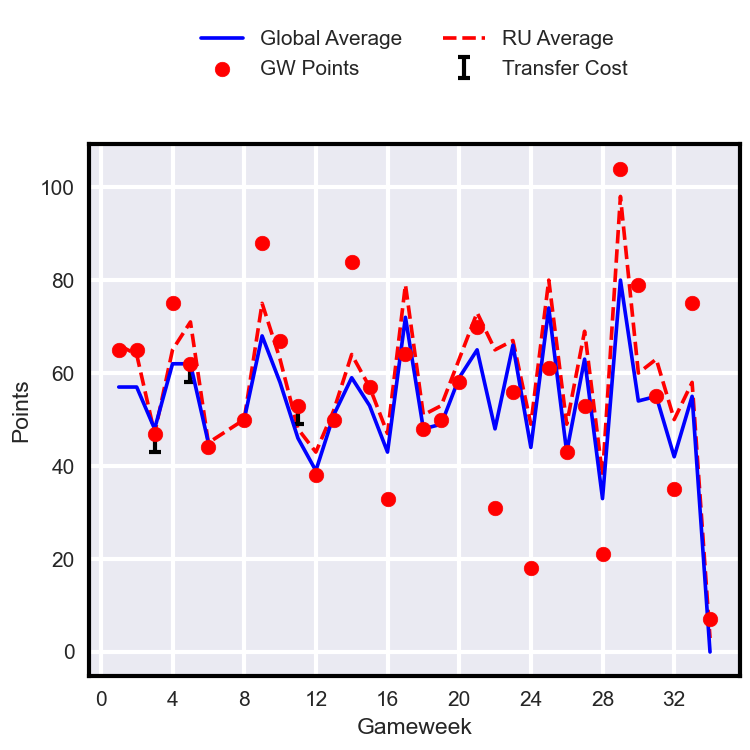 Global Average
RU Average
GW Points
Transfer Cost
100
80
60
40
20
0
Points
0 4 8 12 16 20 24 28 32
Gameweek